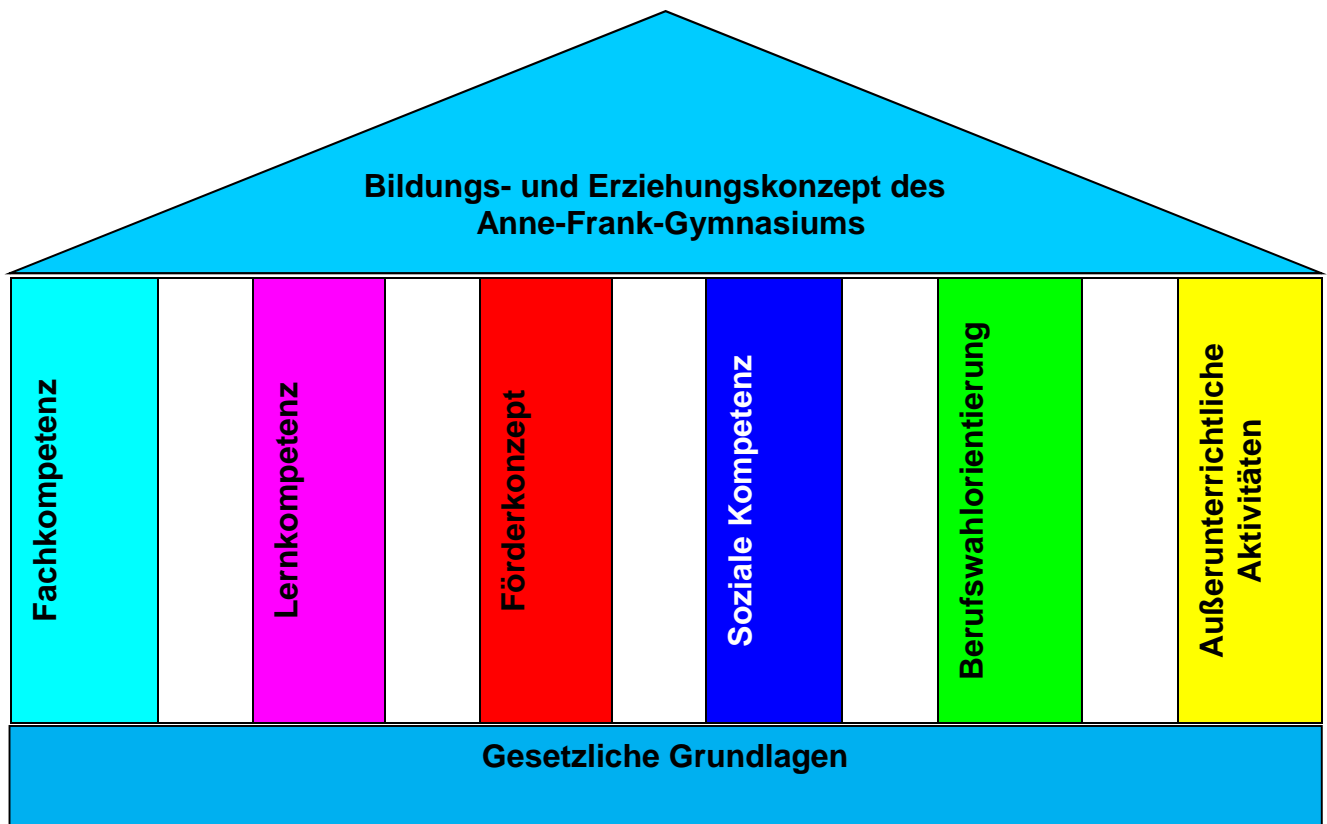 Bildungs- und Erziehungskonzept des
Anne-Frank-Gymnasiums
Fachkompetenz
Lernkompetenz
Förderkonzept
Soziale Kompetenz
Berufswahlorientierung
Außerunterrichtliche
Aktivitäten
Gesetzliche Grundlagen